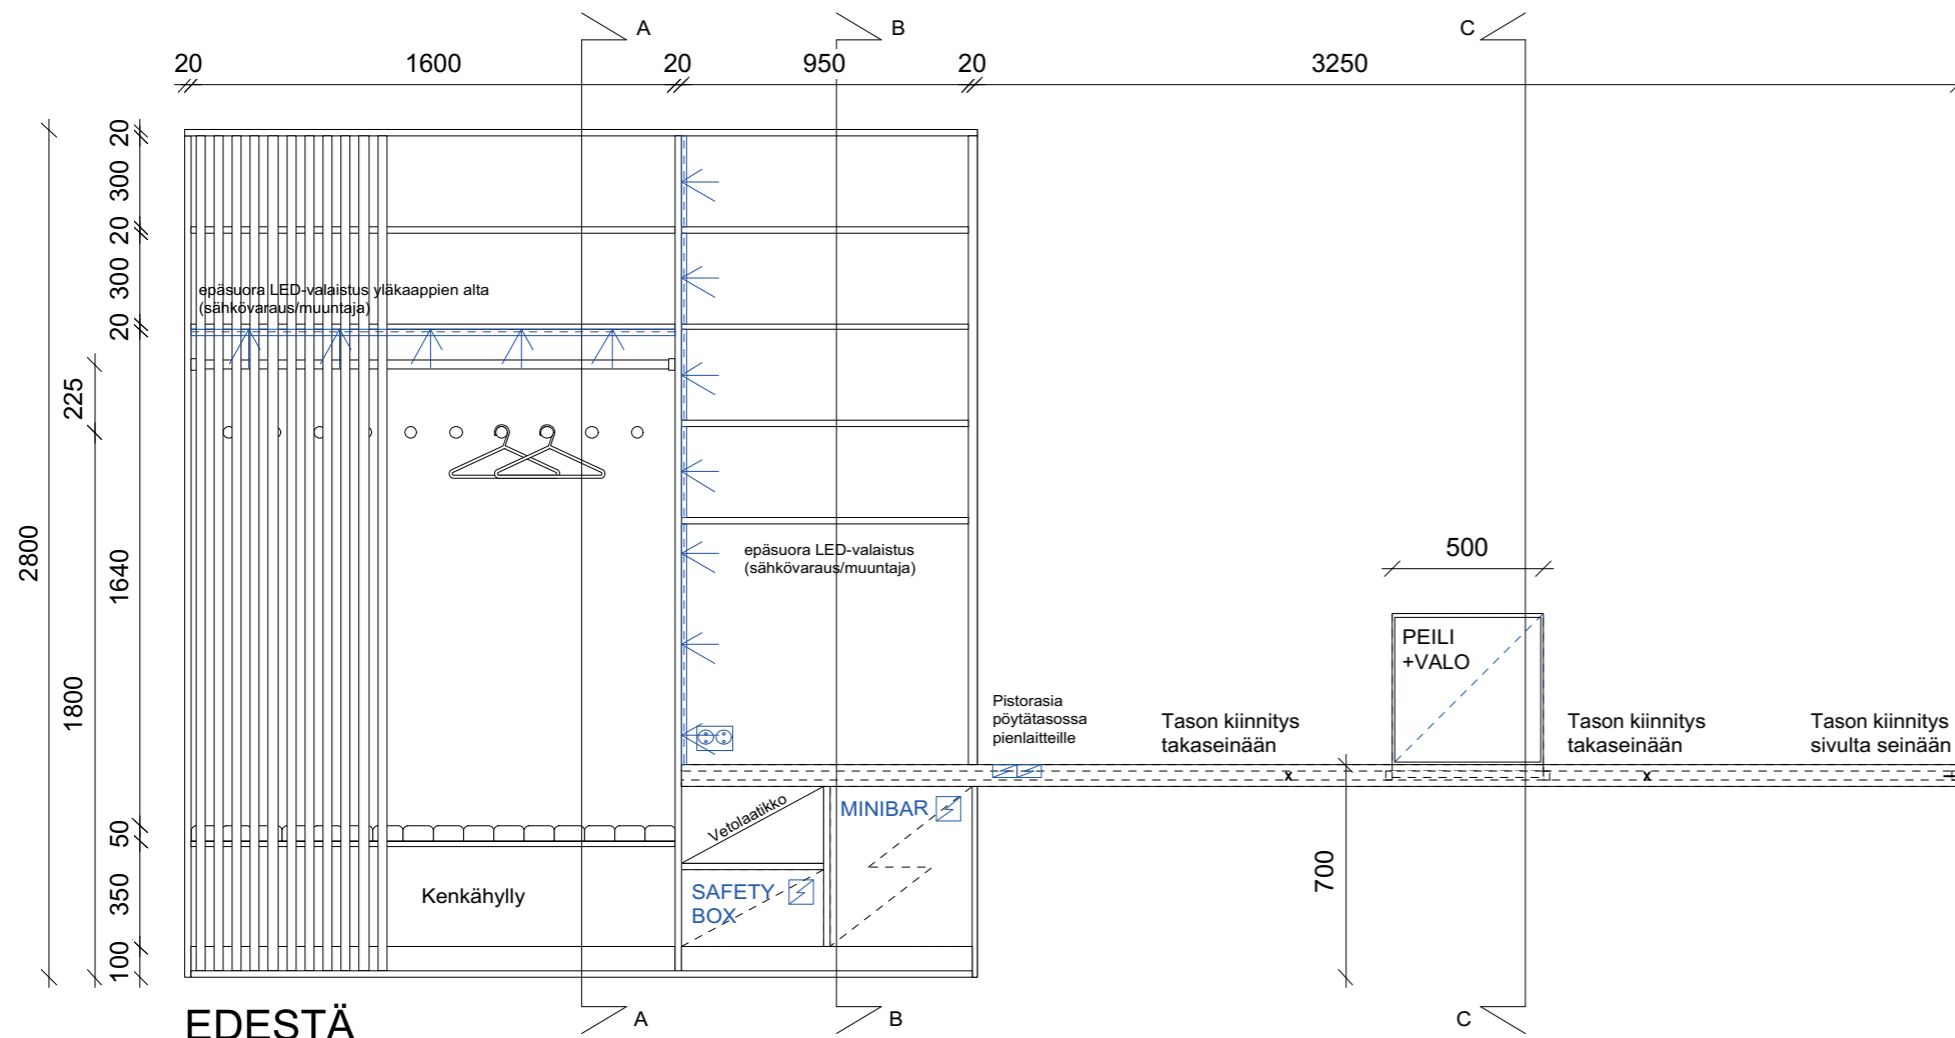 A
B
C
20
1600
20
950
20
3250
20
300
20
300
20
225
1640
2800
1800
50
350
100
epäsuora LED-valaistus yläkaappien alta
(sähkövaraus/muuntaja)
epäsuora LED-valaistus
(sähkövaraus/muuntaja)
500
PEILI
+VALO
Pistorasia
pöytätasossa
pienlaitteille
Tason kiinnitys
takaseinään
Tason kiinnitys
takaseinään
Tason kiinnitys
sivulta seinään
x
x
Vetolaatikko
MINIBAR
SAFETY
BOX
Kenkähylly
700
EDESTÄ
A
B
C